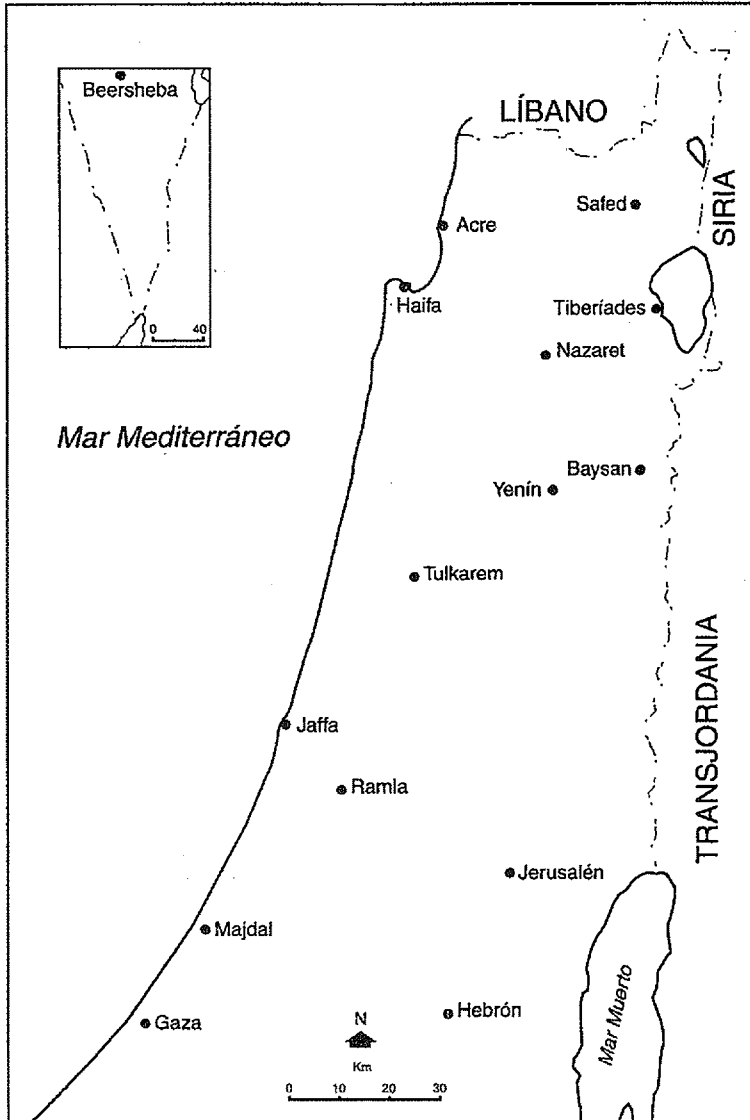 Beersheba
0 40
LÍBANO
SIRIA
Safed
Acre
Haifa
Tiberíades
Nazaret
Mar Mediterráneo
Baysan
Yenín
Tulkarem
TRANSJORDANIA
Jaffa
Ramla
Jerusalén
Majdal
Mar Muerto
Hebrón
Gaza
N
Km
0 10 20 30